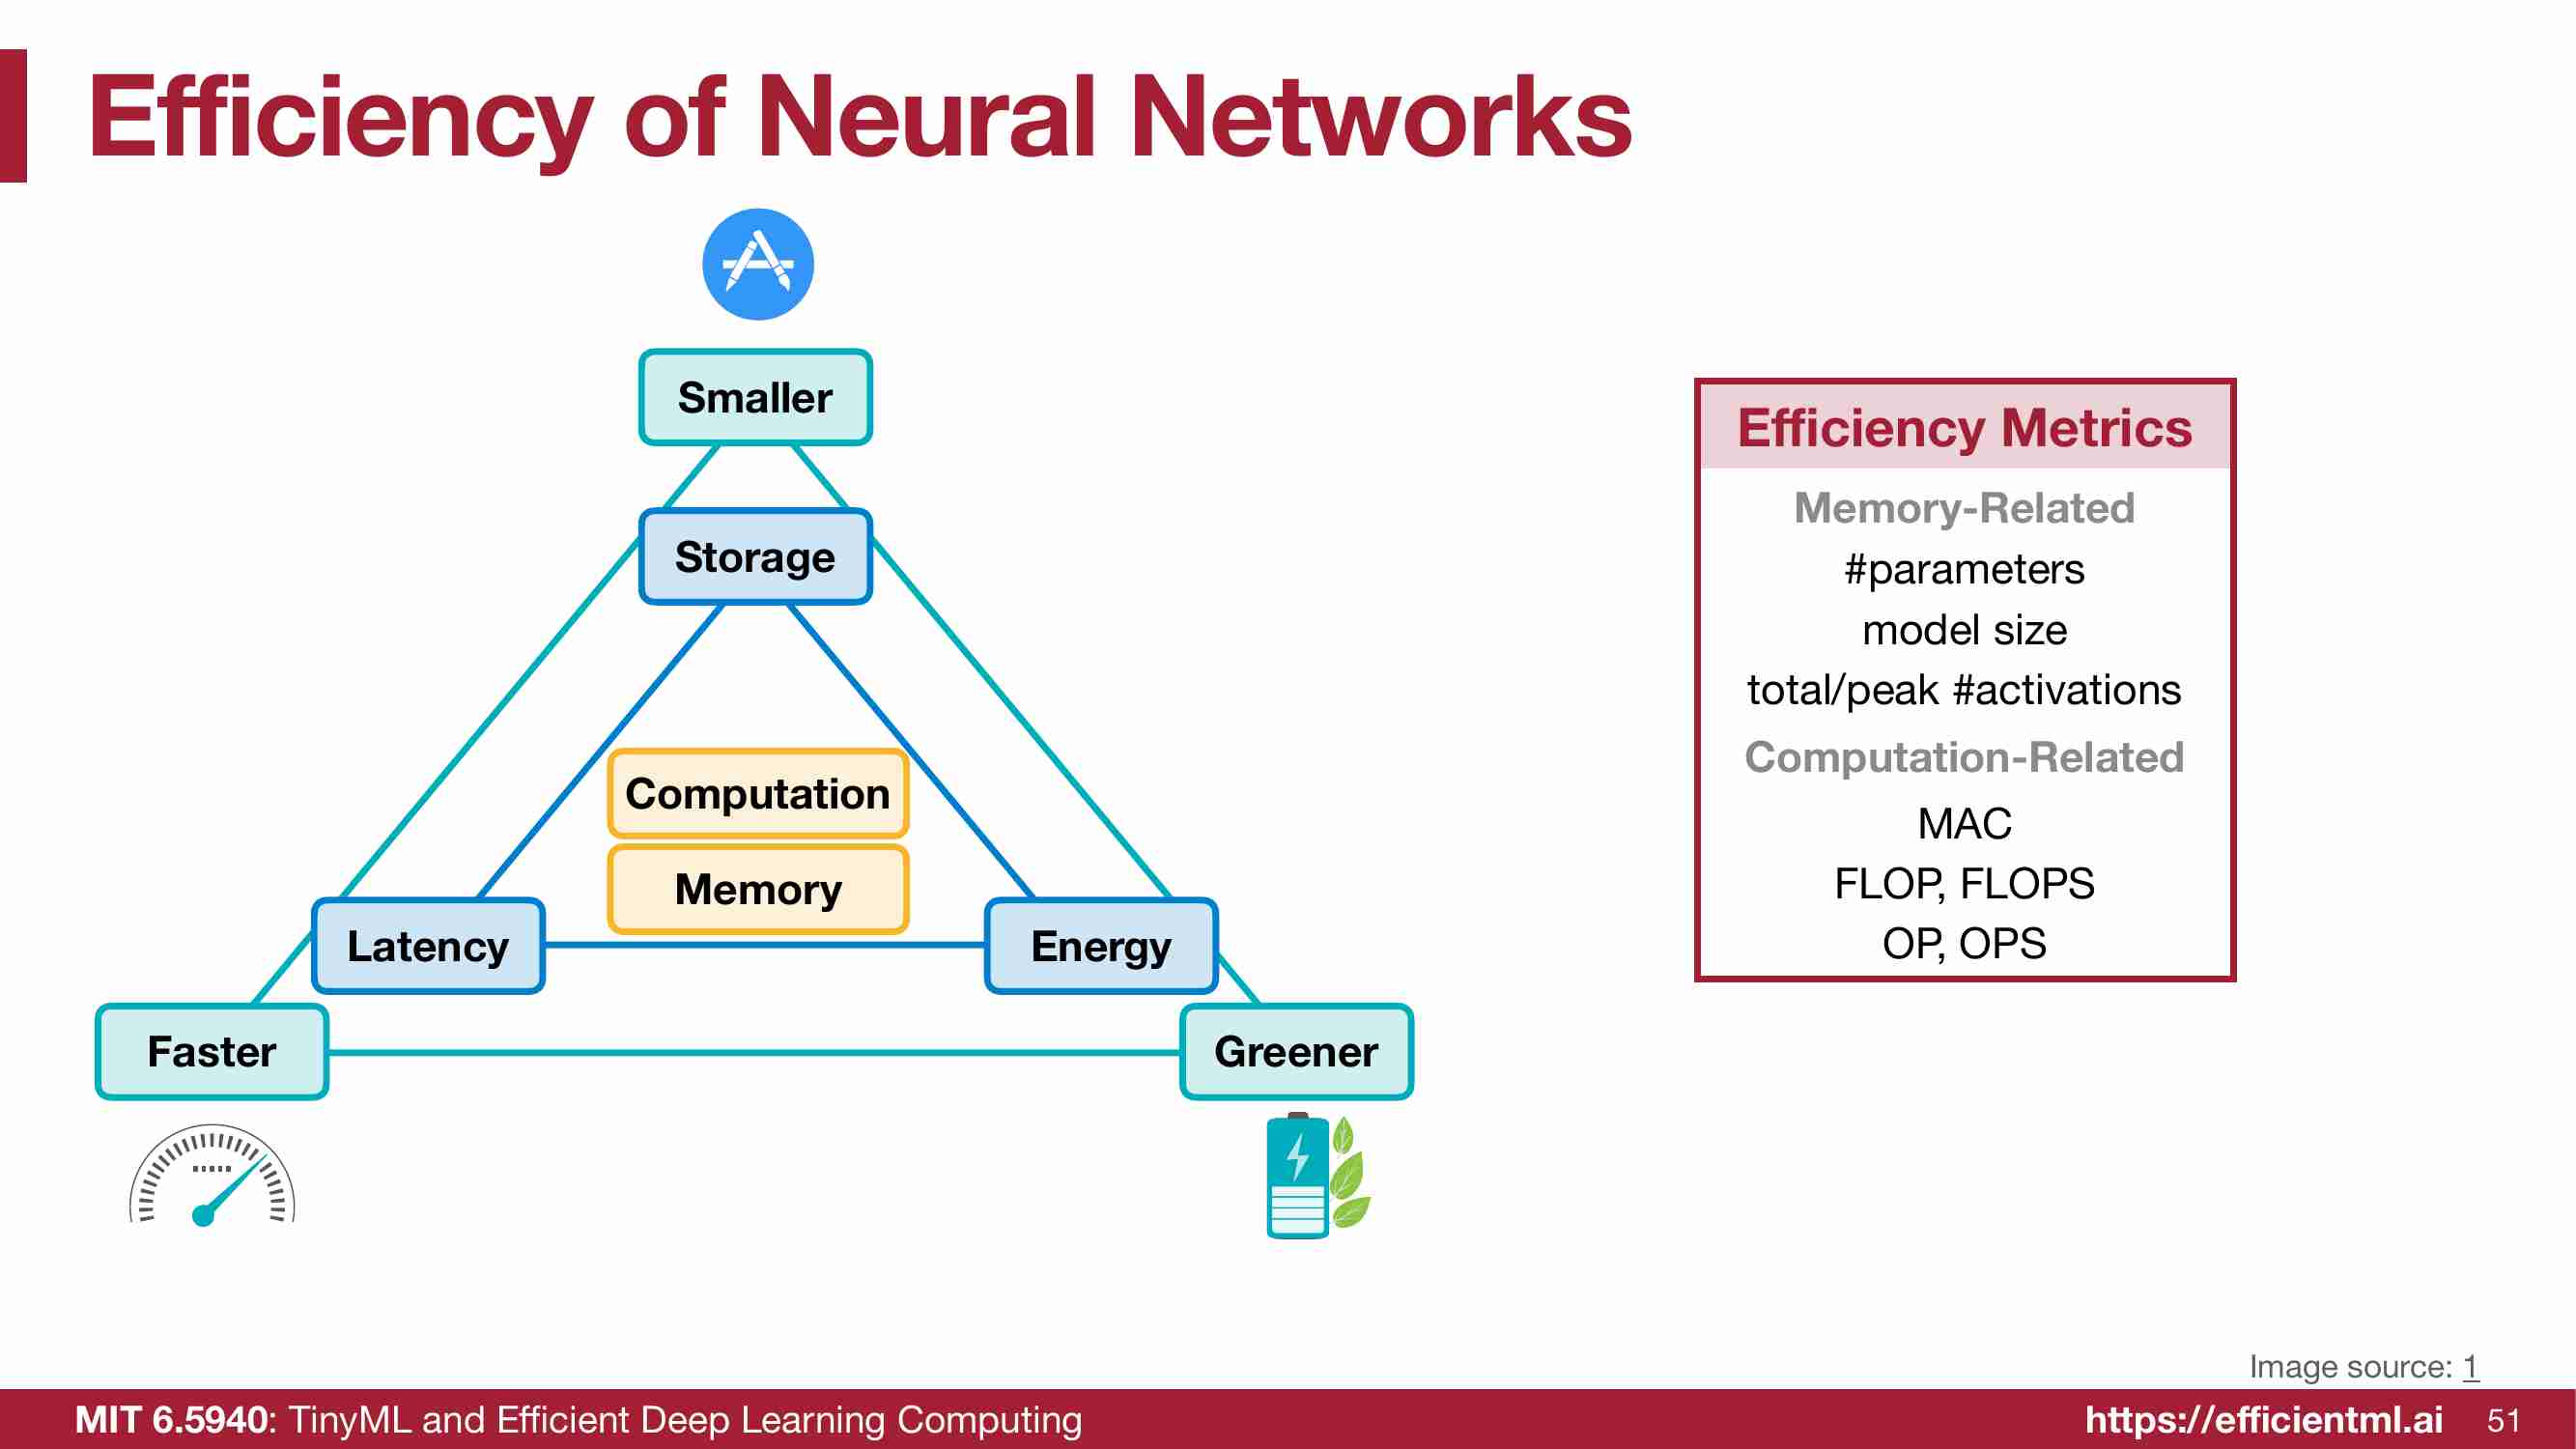 Efficiency of Neural Networks
Smaller
Storage
Computation
Memory
Latency
Energy
Faster
Greener
Efficiency Metrics
Memory-Related
#parameters
model size
total/peak #activations
Computation-Related
MAC
FLOP, FLOPS
OP, OPS
Image source: 1
MIT 6.5940: TinyML and Efficient Deep Learning Computing
https://efficientml.ai
51